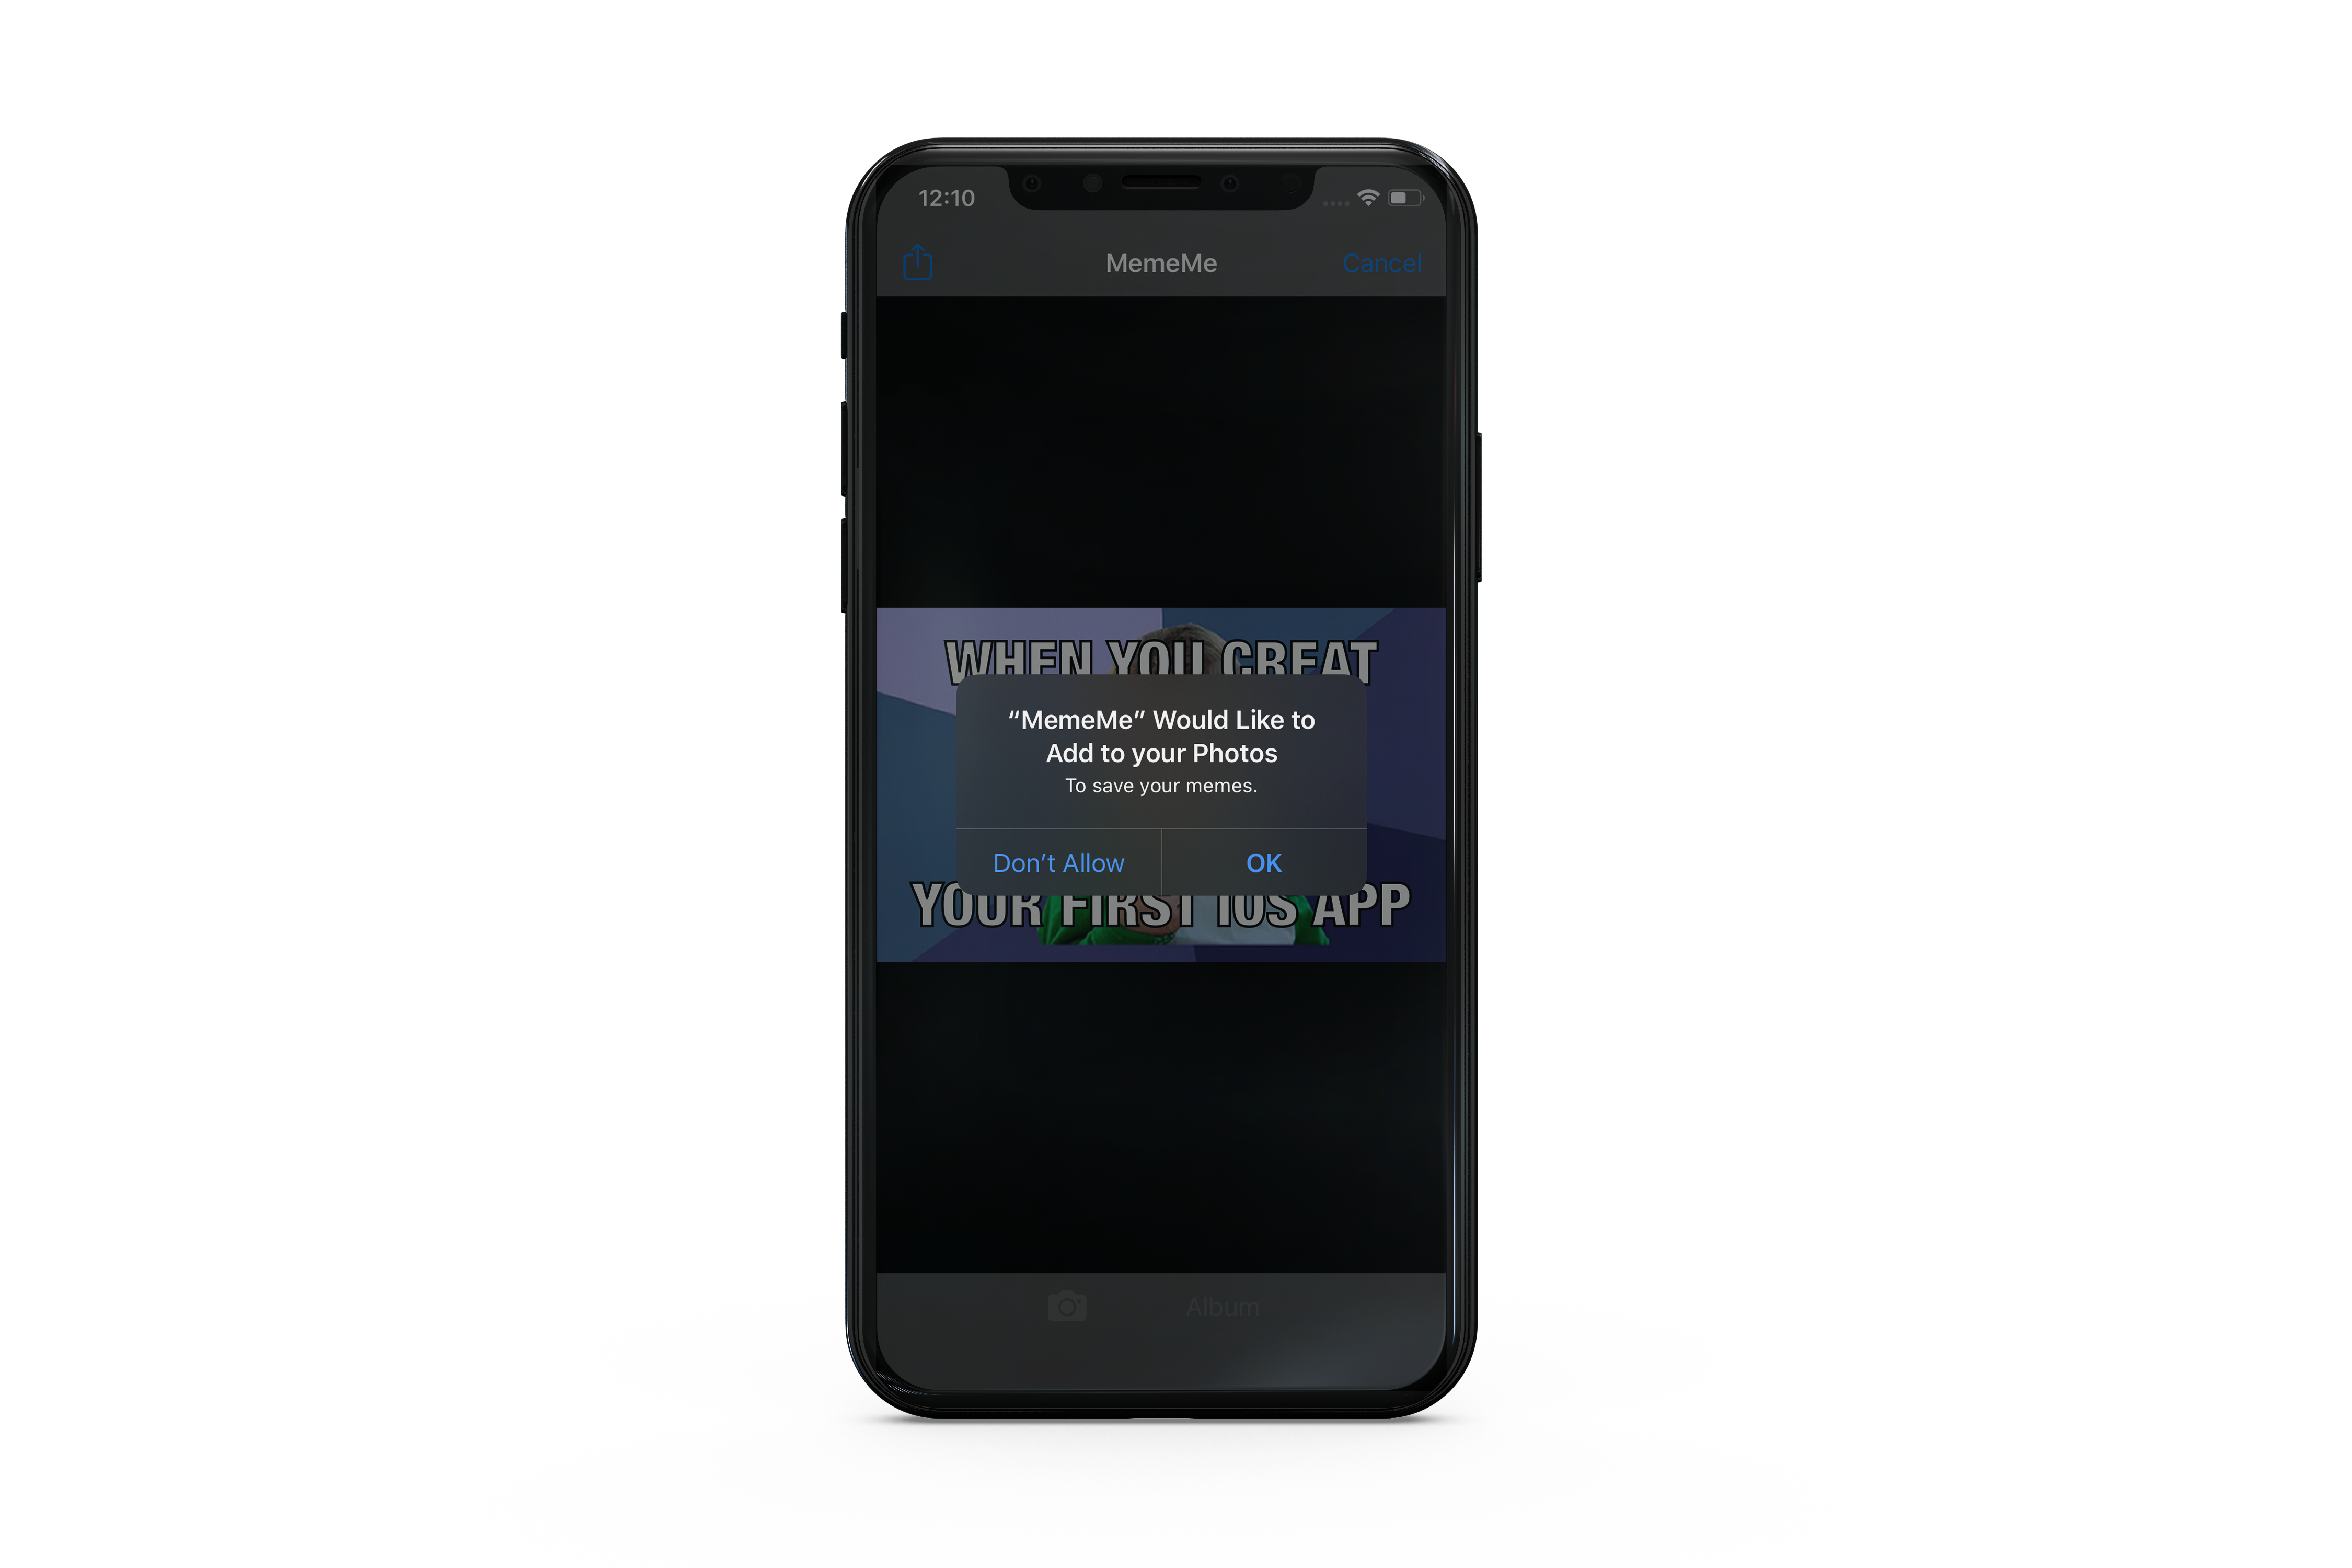 12:10
MemeMe
Cancel
WHEN YOU CREAT
“MemeMe” Would Like to
Add to your Photos
To save your memes.
Don’t Allow
OK
YOUR FIRST IOS APP
Album